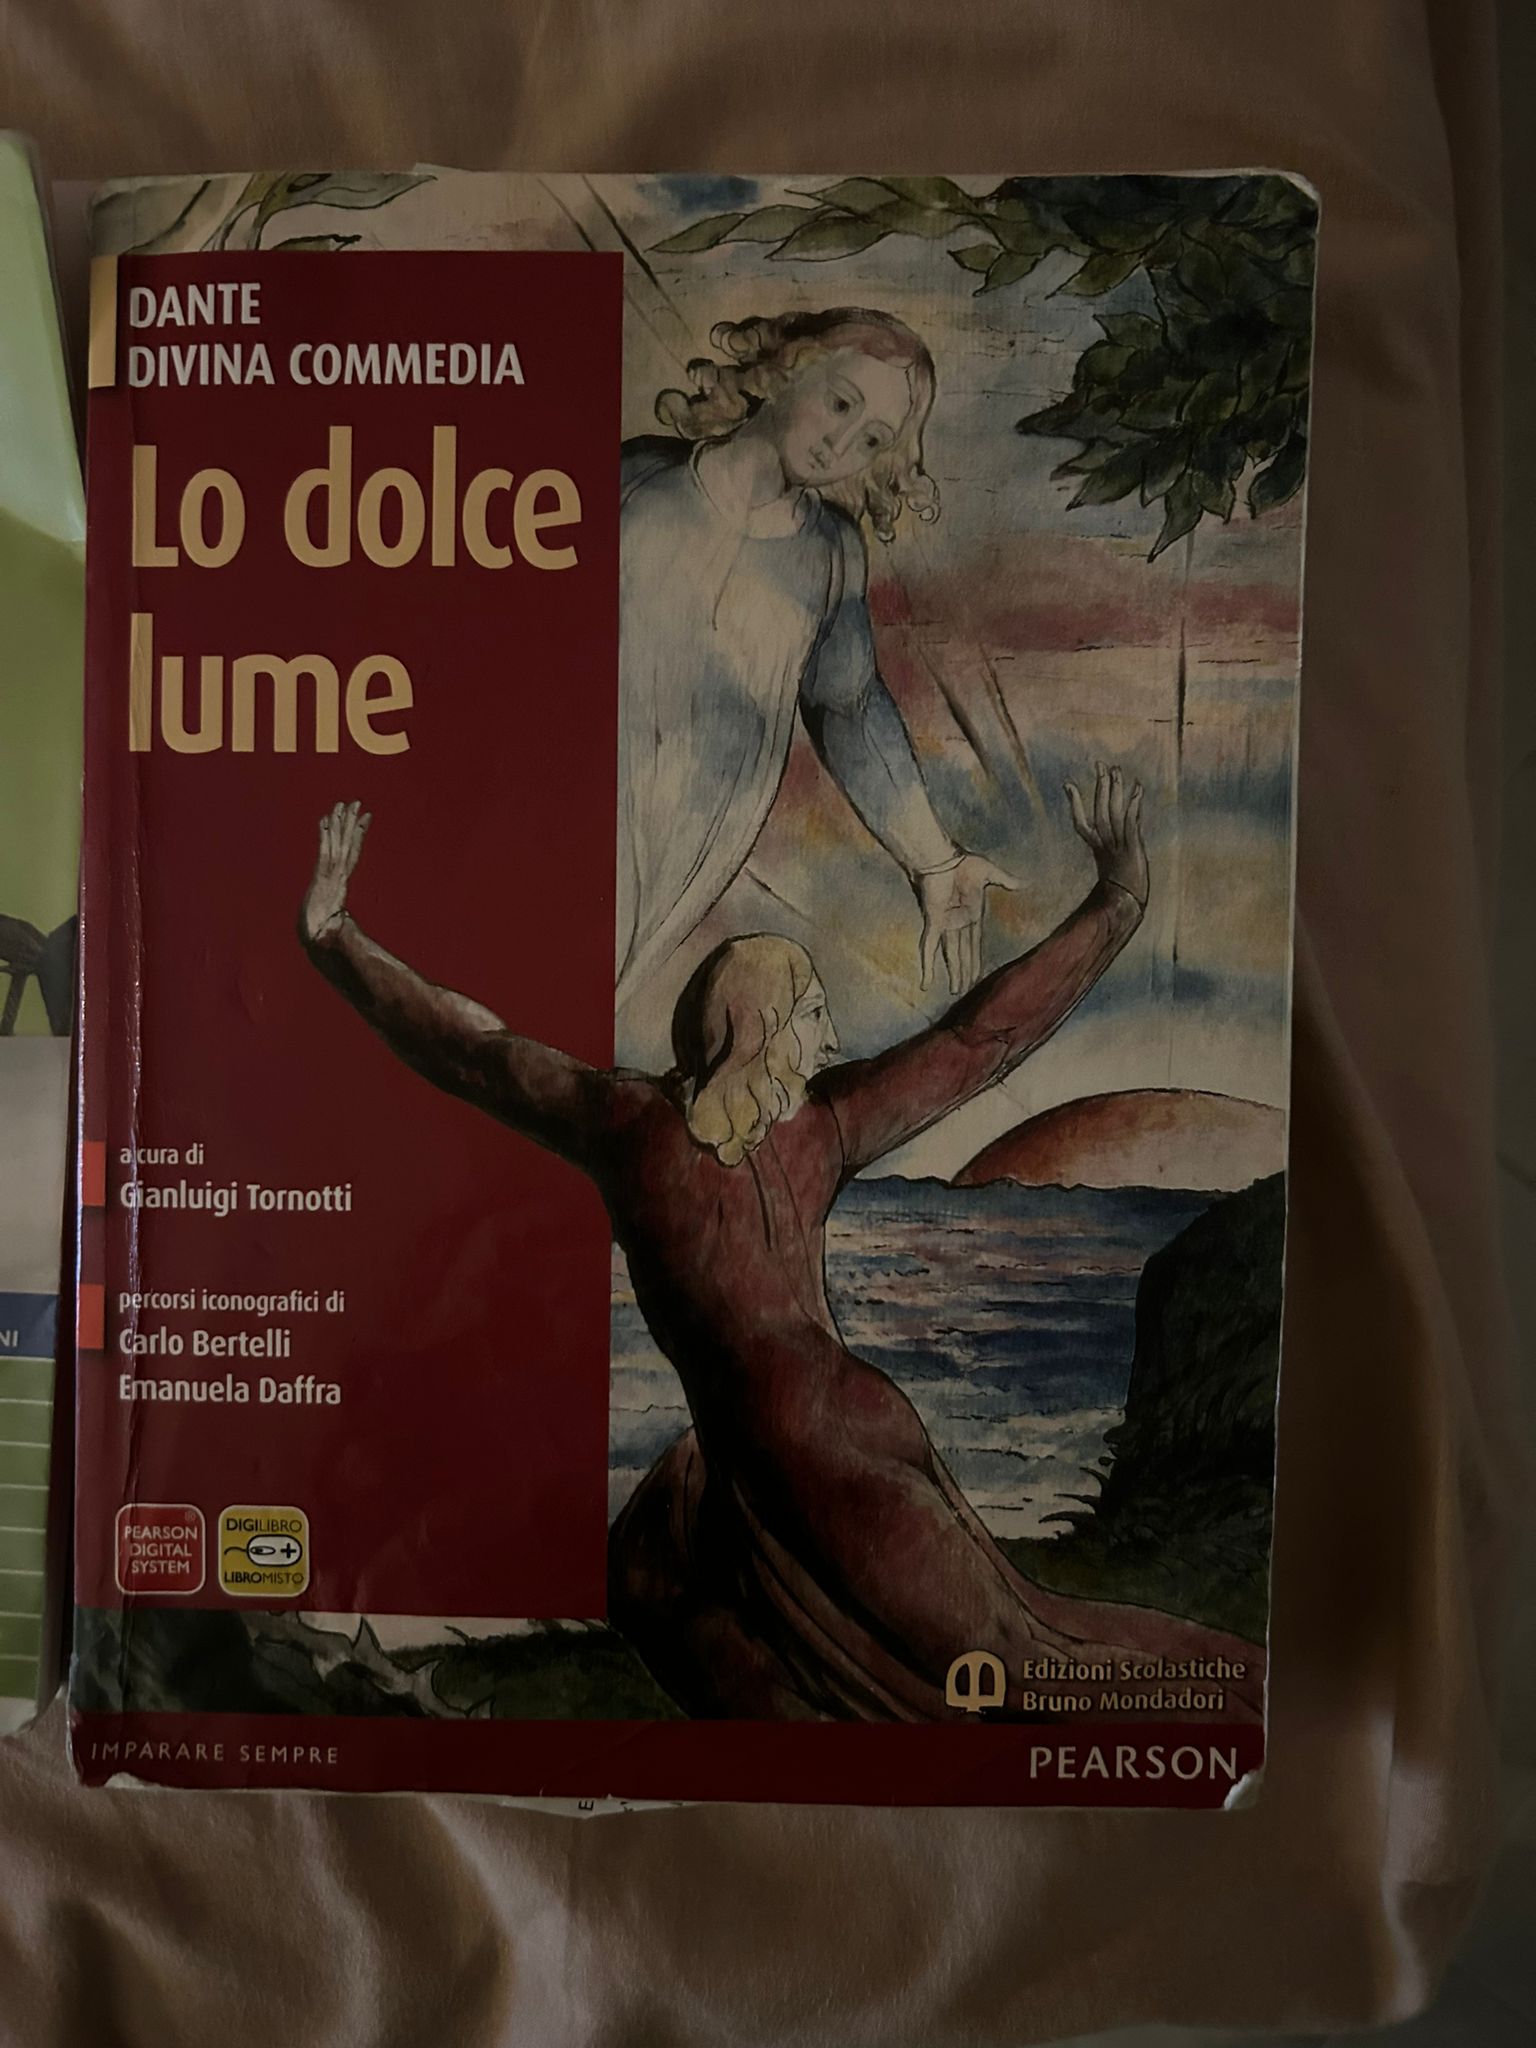 DANTE
DIVINA COMMEDIA
Lo dolce
lume
a cura di
Gianluigi Tornotti
percorsi iconografici di
Carlo Bertelli
Emanuela Daffra
PEARSON ®
DIGITAL
SYSTEM
DIGILIBRO
LIBROMISTO
Edizioni Scolastiche
Bruno Mondadori
IMPARARE SEMPRE
PEARSON
NI